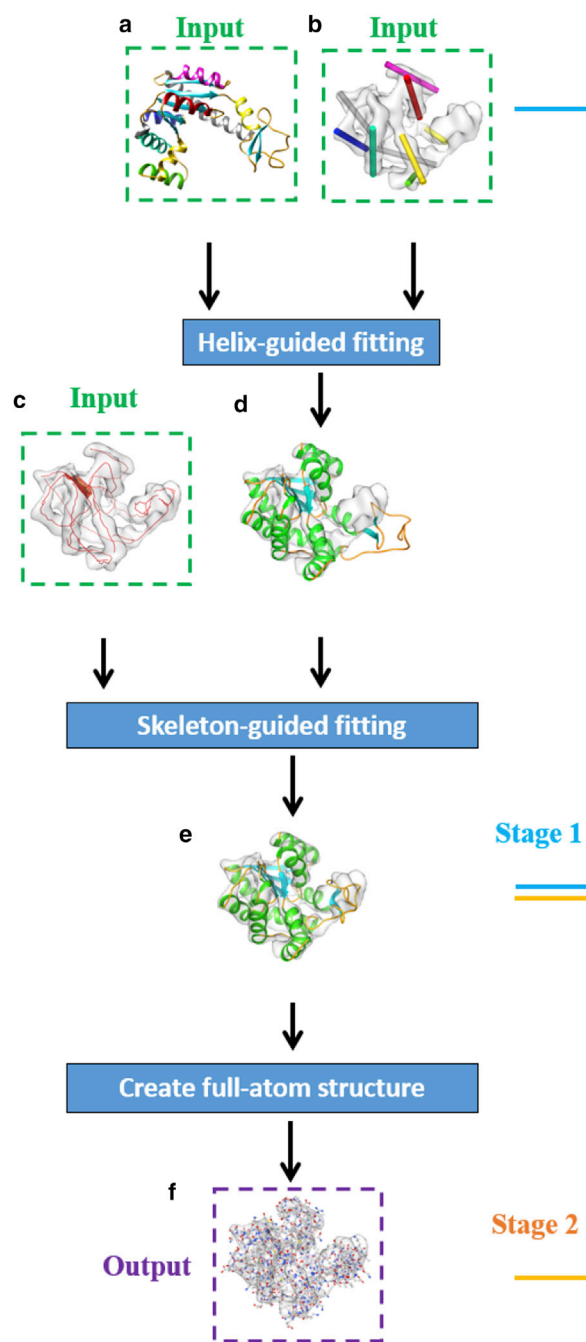 a
Input
b
Input
Helix-guided fitting
c
Input
d
Skeleton-guided fitting
e
Stage 1
Create full-atom structure
f
Output
Stage 2